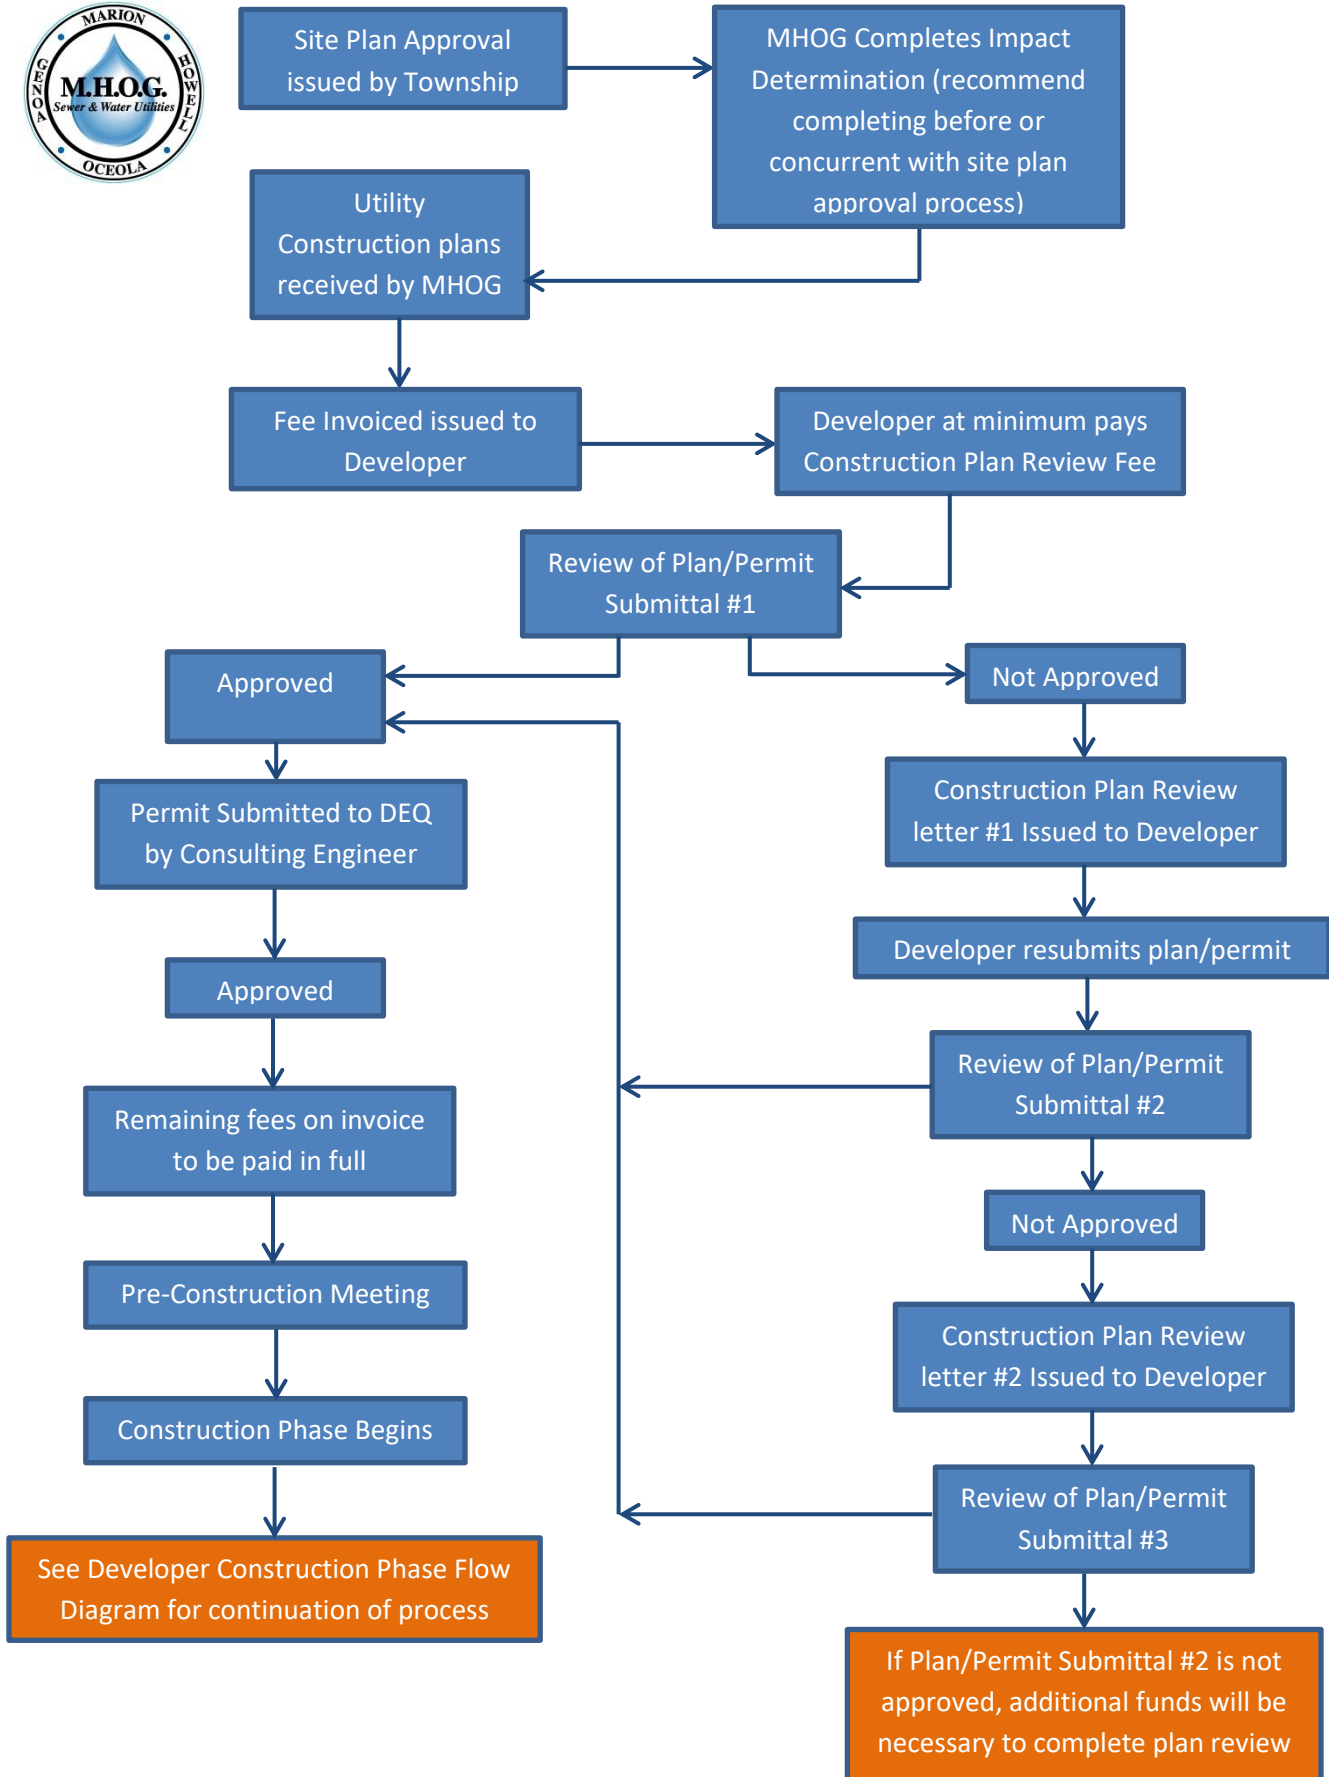 MARION
HOWELL
GENOA
OCEOLA
M.H.O.G.
Sewer & Water Utilities
Site Plan Approval
issued by Township
MHOG Completes Impact
Determination (recommend
completing before or
concurrent with site plan
approval process)
Utility
Construction plans
received by MHOG
Fee Invoiced issued to
Developer
Developer at minimum pays
Construction Plan Review Fee
Review of Plan/Permit
Submittal #1
Approved
Not Approved
Permit Submitted to DEQ
by Consulting Engineer
Construction Plan Review
letter #1 Issued to Developer
Approved
Developer resubmits plan/permit
Remaining fees on invoice
to be paid in full
Review of Plan/Permit
Submittal #2
Not Approved
Pre-Construction Meeting
Construction Plan Review
letter #2 Issued to Developer
Construction Phase Begins
Review of Plan/Permit
Submittal #3
See Developer Construction Phase Flow
Diagram for continuation of process
If Plan/Permit Submittal #2 is not
approved, additional funds will be
necessary to complete plan review